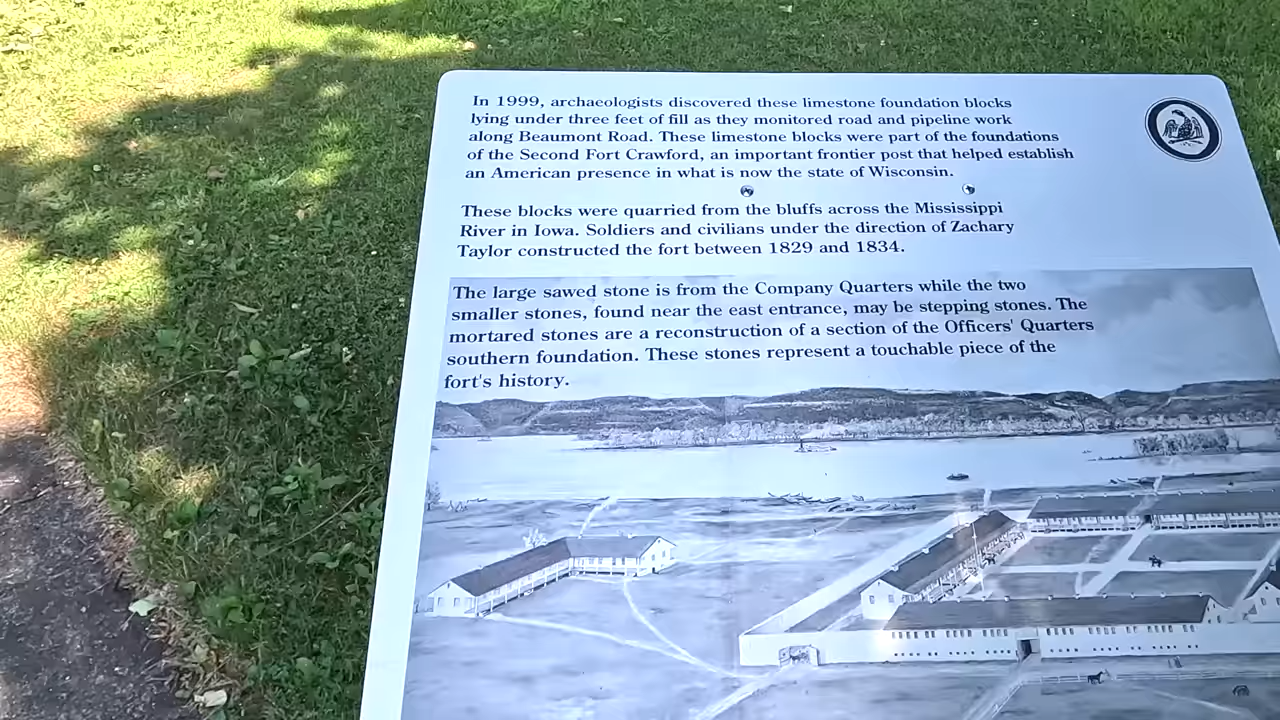 In 1999, archaeologists discovered these limestone foundation blocks
lying under three feet of fill as they monitored road and pipeline work
along Beaumont Road. These limestone blocks were part of the foundations
of the Second Fort Crawford, an important frontier post that helped establish
an American presence in what is now the state of Wisconsin.
These blocks were quarried from the bluffs across the Mississippi
River in Iowa. Soldiers and civilians under the direction of Zachary
Taylor constructed the fort between 1829 and 1834.
The large sawed stone is from the Company Quarters while the two
smaller stones, found near the east entrance, may be stepping stones. The
mortared stones are a reconstruction of a section of the Officers' Quarters
southern foundation. These stones represent a touchable piece of the
fort's history.